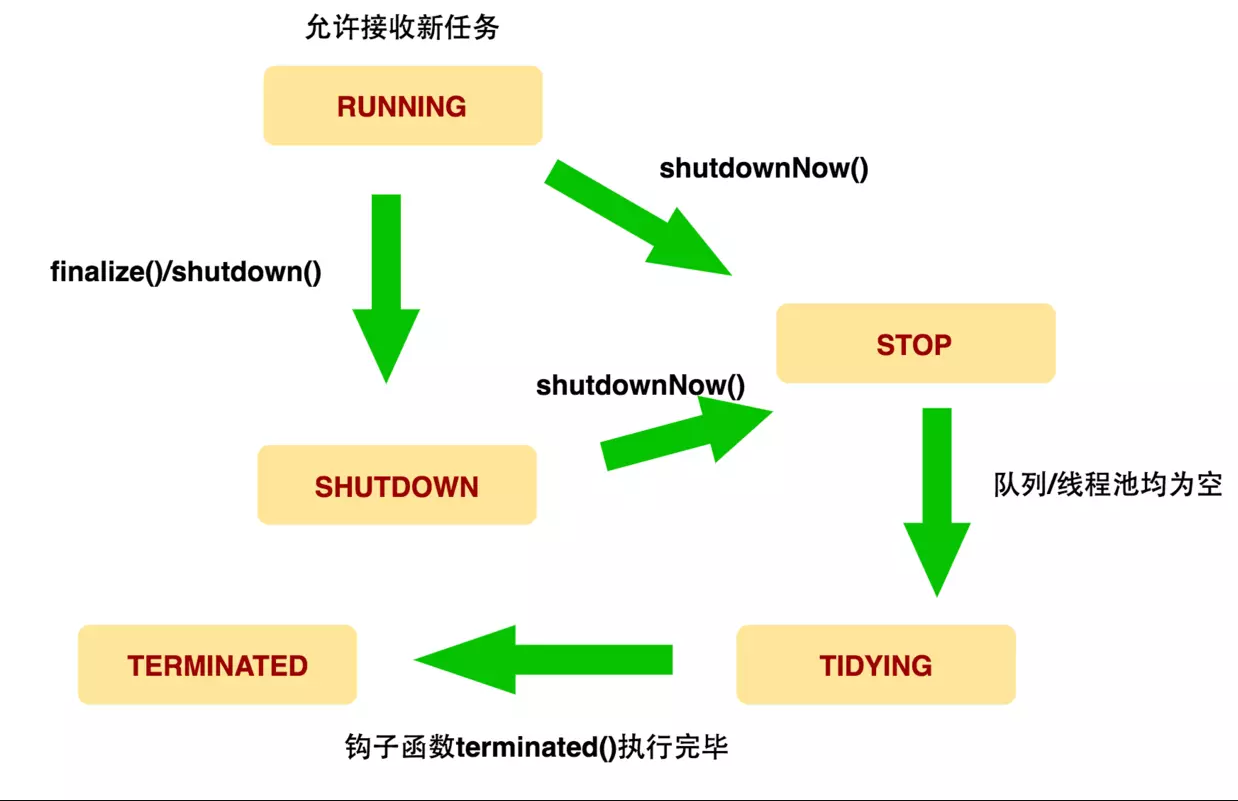 允许接收新任务
RUNNING
shutdownNow()
finalize()/shutdown()
STOP
shutdownNow()
SHUTDOWN
队列/线程池均为空
TERMINATED
TIDYING
钩子函数terminated()执行完毕